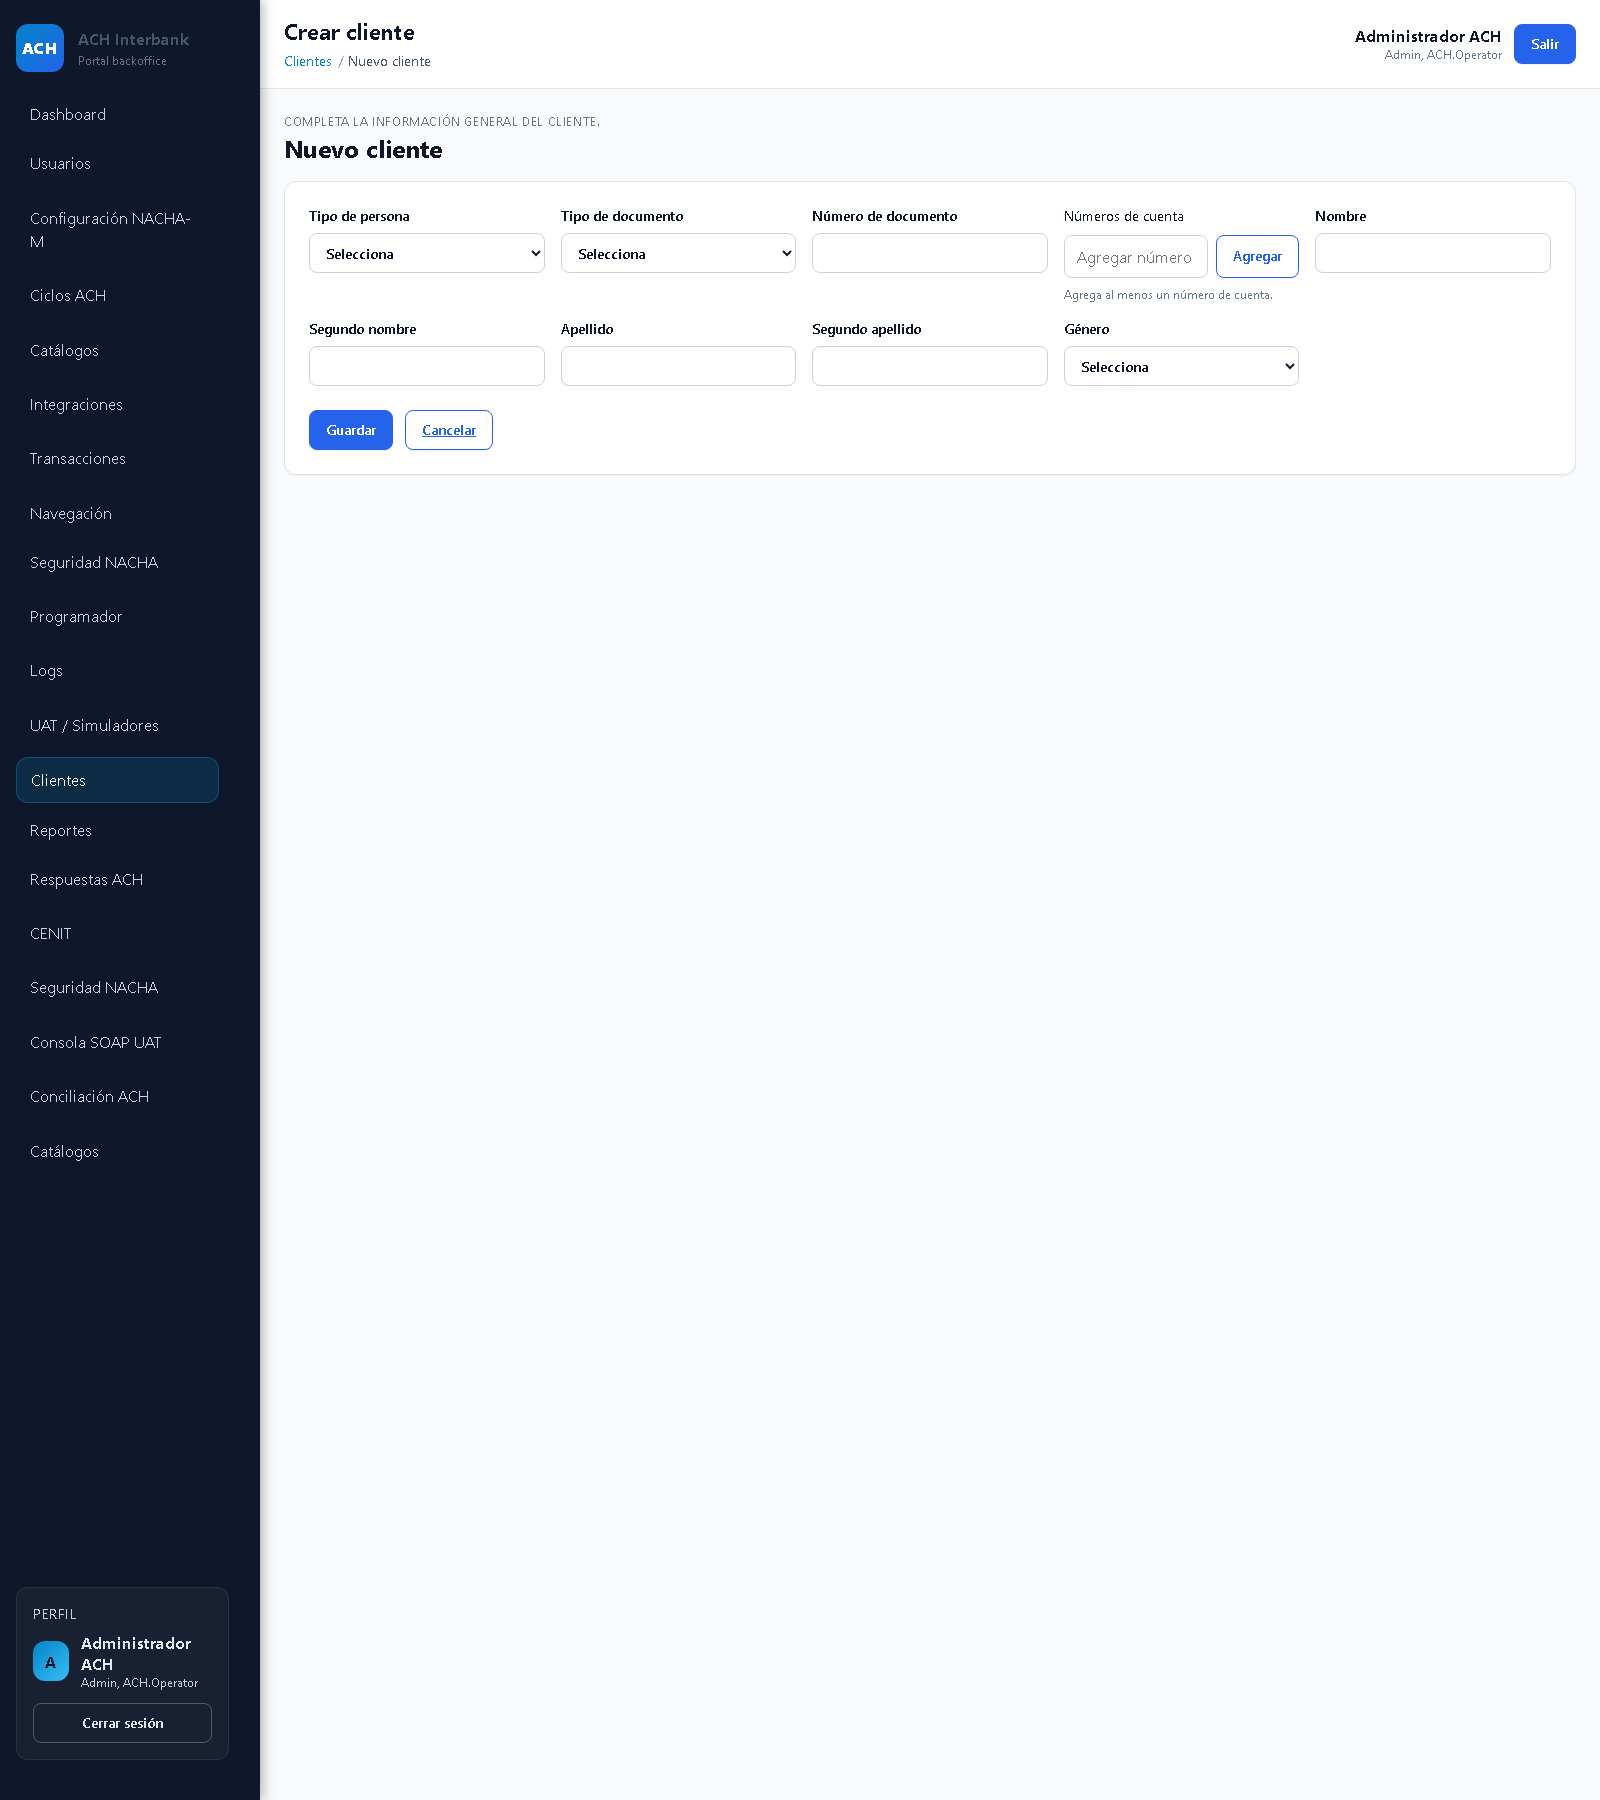 ACH
ACH Interbank
Portal backoffice
Dashboard
Usuarios
Configuración NACHA-
M
Ciclos ACH
Catálogos
Integraciones
Transacciones
Navegación
Seguridad NACHA
Programador
Logs
UAT / Simuladores
Clientes
Reportes
Respuestas ACH
CENIT
Seguridad NACHA
Consola SOAP UAT
Conciliación ACH
Catálogos
PERFIL
A
Administrador
ACH
Admin, ACH.Operator
Cerrar sesión
Crear cliente
Clientes / Nuevo cliente
Administrador ACH
Admin, ACH.Operator
Salir
COMPLETA LA INFORMACIÓN GENERAL DEL CLIENTE.
Nuevo cliente
Tipo de persona
Selecciona
Tipo de documento
Selecciona
Número de documento
Números de cuenta
Agregar número
Agregar
Agrega al menos un número de cuenta.
Nombre
Segundo nombre
Apellido
Segundo apellido
Género
Selecciona
Guardar
Cancelar